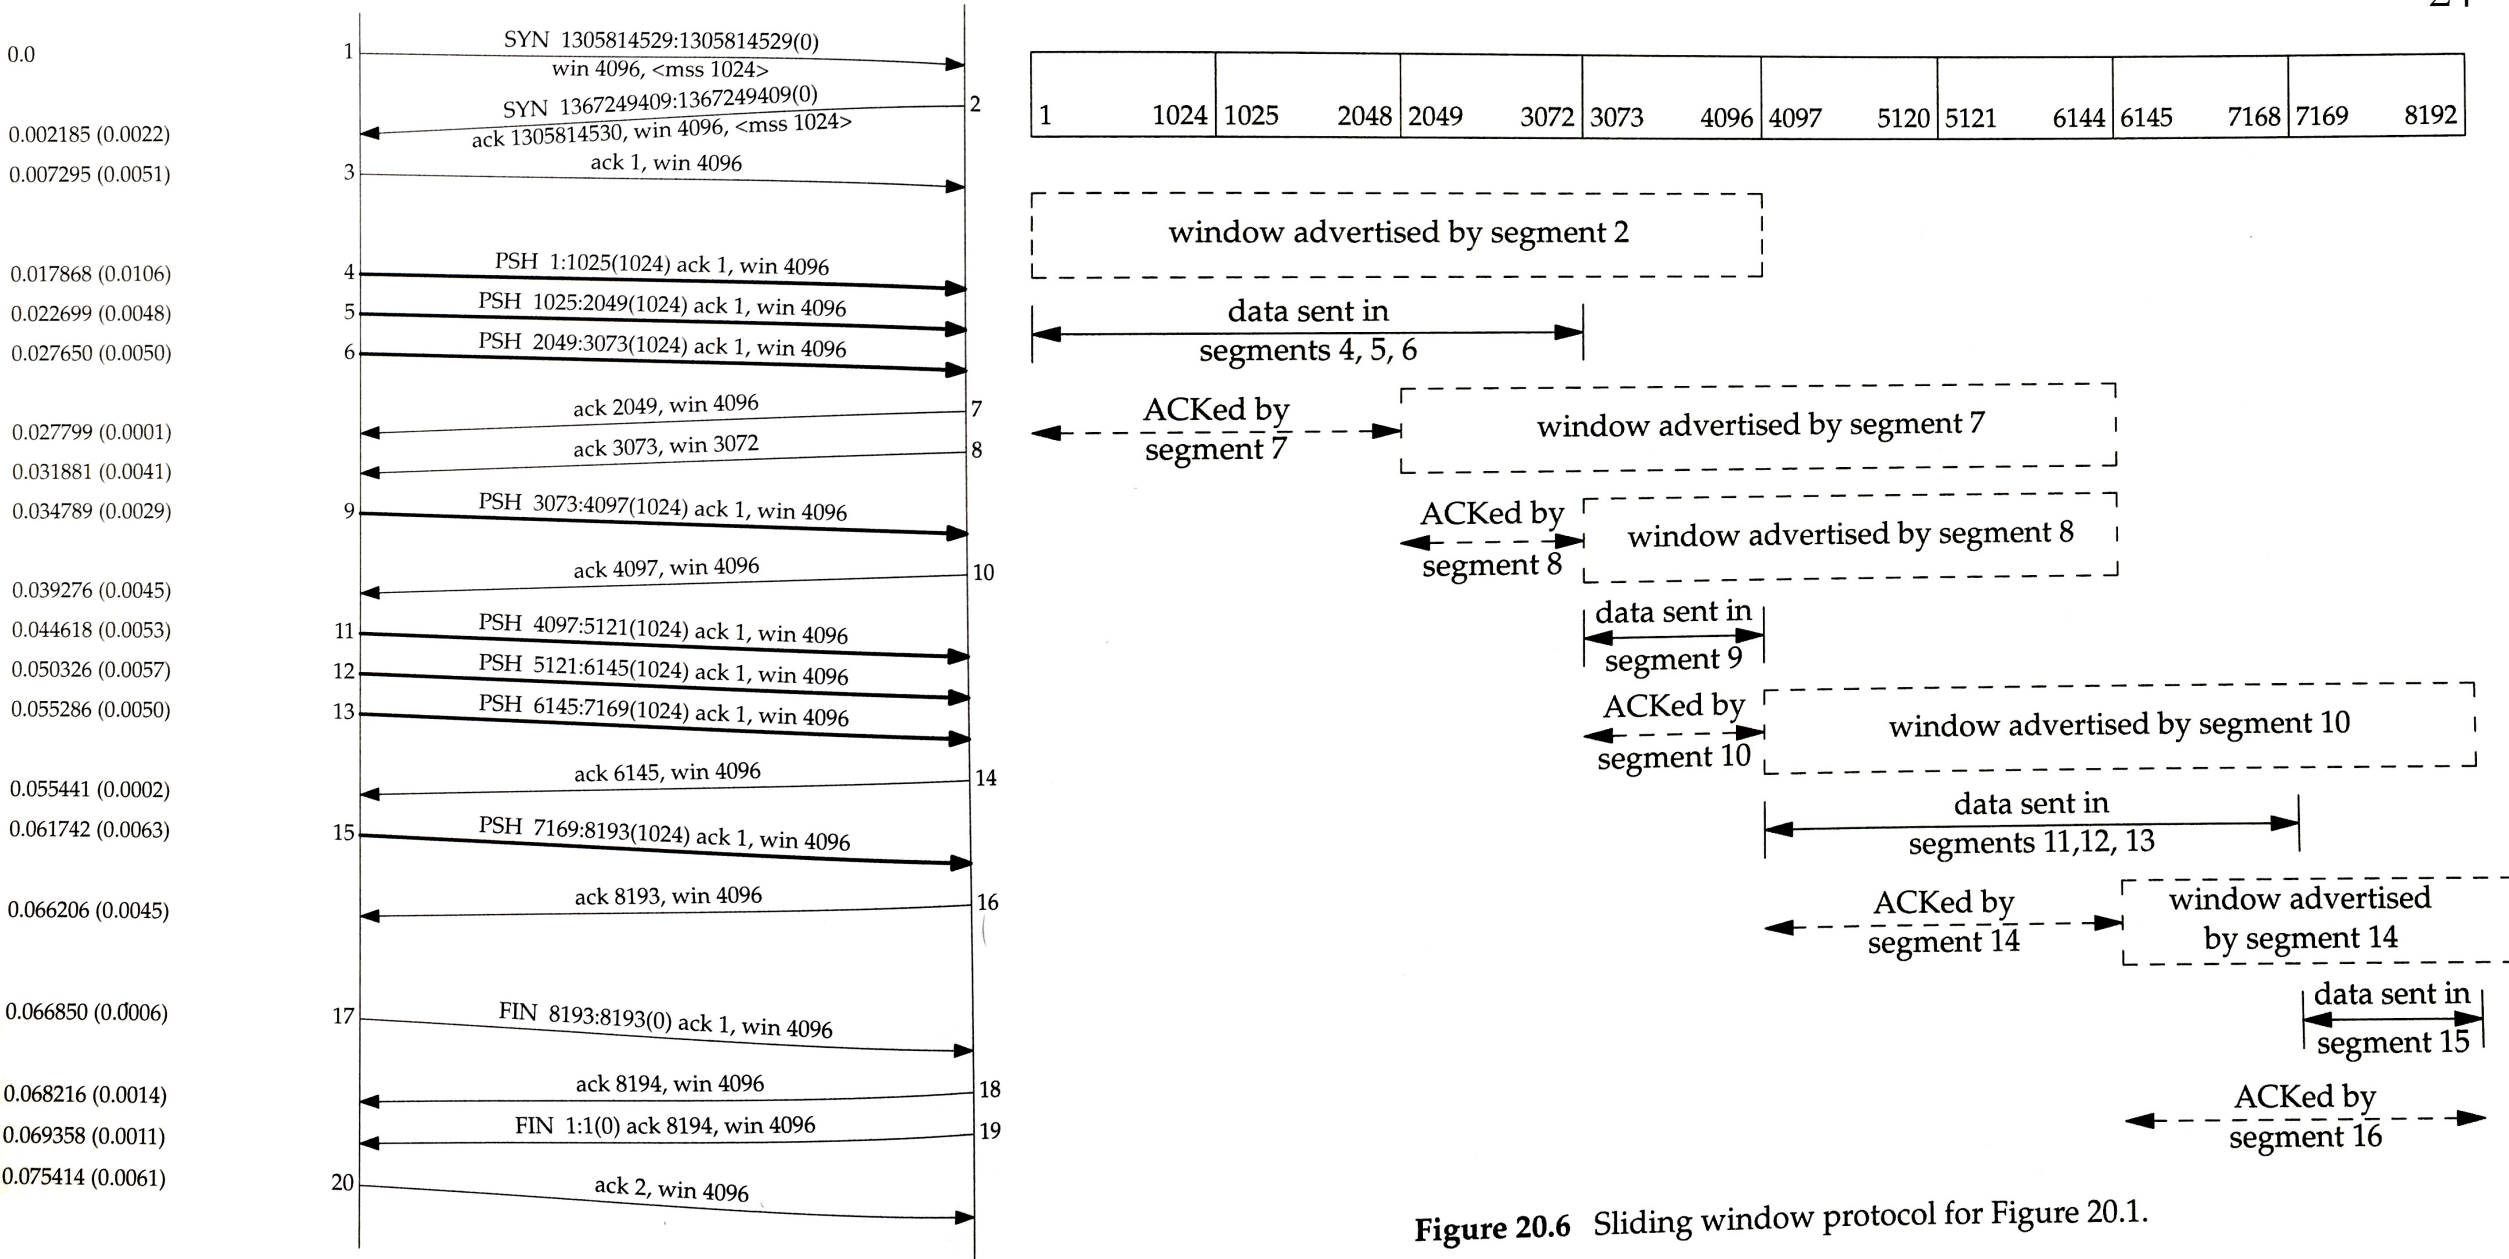 0.0
1
SYN 1305814529:1305814529(0)
win 4096, <mss 1024>
SYN 1367249409:1367249409(0)
2
0.002185 (0.0022)
ack 1305814530, win 4096, <mss 1024>
0.007295 (0.0051)
3
ack 1, win 4096
0.017868 (0.0106)
4
PSH 1:1025(1024) ack 1, win 4096
0.022699 (0.0048)
5
PSH 1025:2049(1024) ack 1, win 4096
0.027650 (0.0050)
6
PSH 2049:3073(1024) ack 1, win 4096
ack 2049, win 4096
7
0.027799 (0.0001)
ack 3073, win 3072
8
0.031881 (0.0041)
0.034789 (0.0029)
9
PSH 3073:4097(1024) ack 1, win 4096
ack 4097, win 4096
10
0.039276 (0.0045)
0.044618 (0.0053)
11
PSH 4097:5121(1024) ack 1, win 4096
0.050326 (0.0057)
12
PSH 5121:6145(1024) ack 1, win 4096
0.055286 (0.0050)
13
PSH 6145:7169(1024) ack 1, win 4096
ack 6145, win 4096
14
0.055441 (0.0002)
0.061742 (0.0063)
15
PSH 7169:8193(1024) ack 1, win 4096
ack 8193, win 4096
16
0.066206 (0.0045)
0.066850 (0.0006)
17
FIN 8193:8193(0) ack 1, win 4096
ack 8194, win 4096
18
0.068216 (0.0014)
FIN 1:1(0) ack 8194, win 4096
19
0.069358 (0.0011)
0.075414 (0.0061)
20
ack 2, win 4096
1 1024 1025 2048 2049 3072 3073 4096 4097 5120 5121 6144 6145 7168 7169 8192
window advertised by segment 2
data sent in
segments 4, 5, 6
ACKed by
segment 7
window advertised by segment 7
ACKed by
segment 8
window advertised by segment 8
data sent in
segment 9
ACKed by
segment 10
window advertised by segment 10
data sent in
segments 11,12, 13
ACKed by
segment 14
window advertised
by segment 14
data sent in
segment 15
ACKed by
segment 16
Figure 20.6 Sliding window protocol for Figure 20.1.